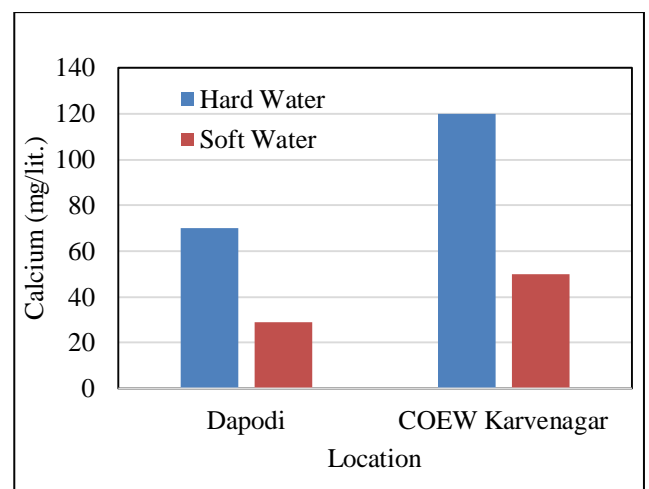 140
120
100
80
60
40
20
0
Calcium (mg/lit.)
Hard Water
Soft Water
Dapodi
COEW Karvenagar
Location